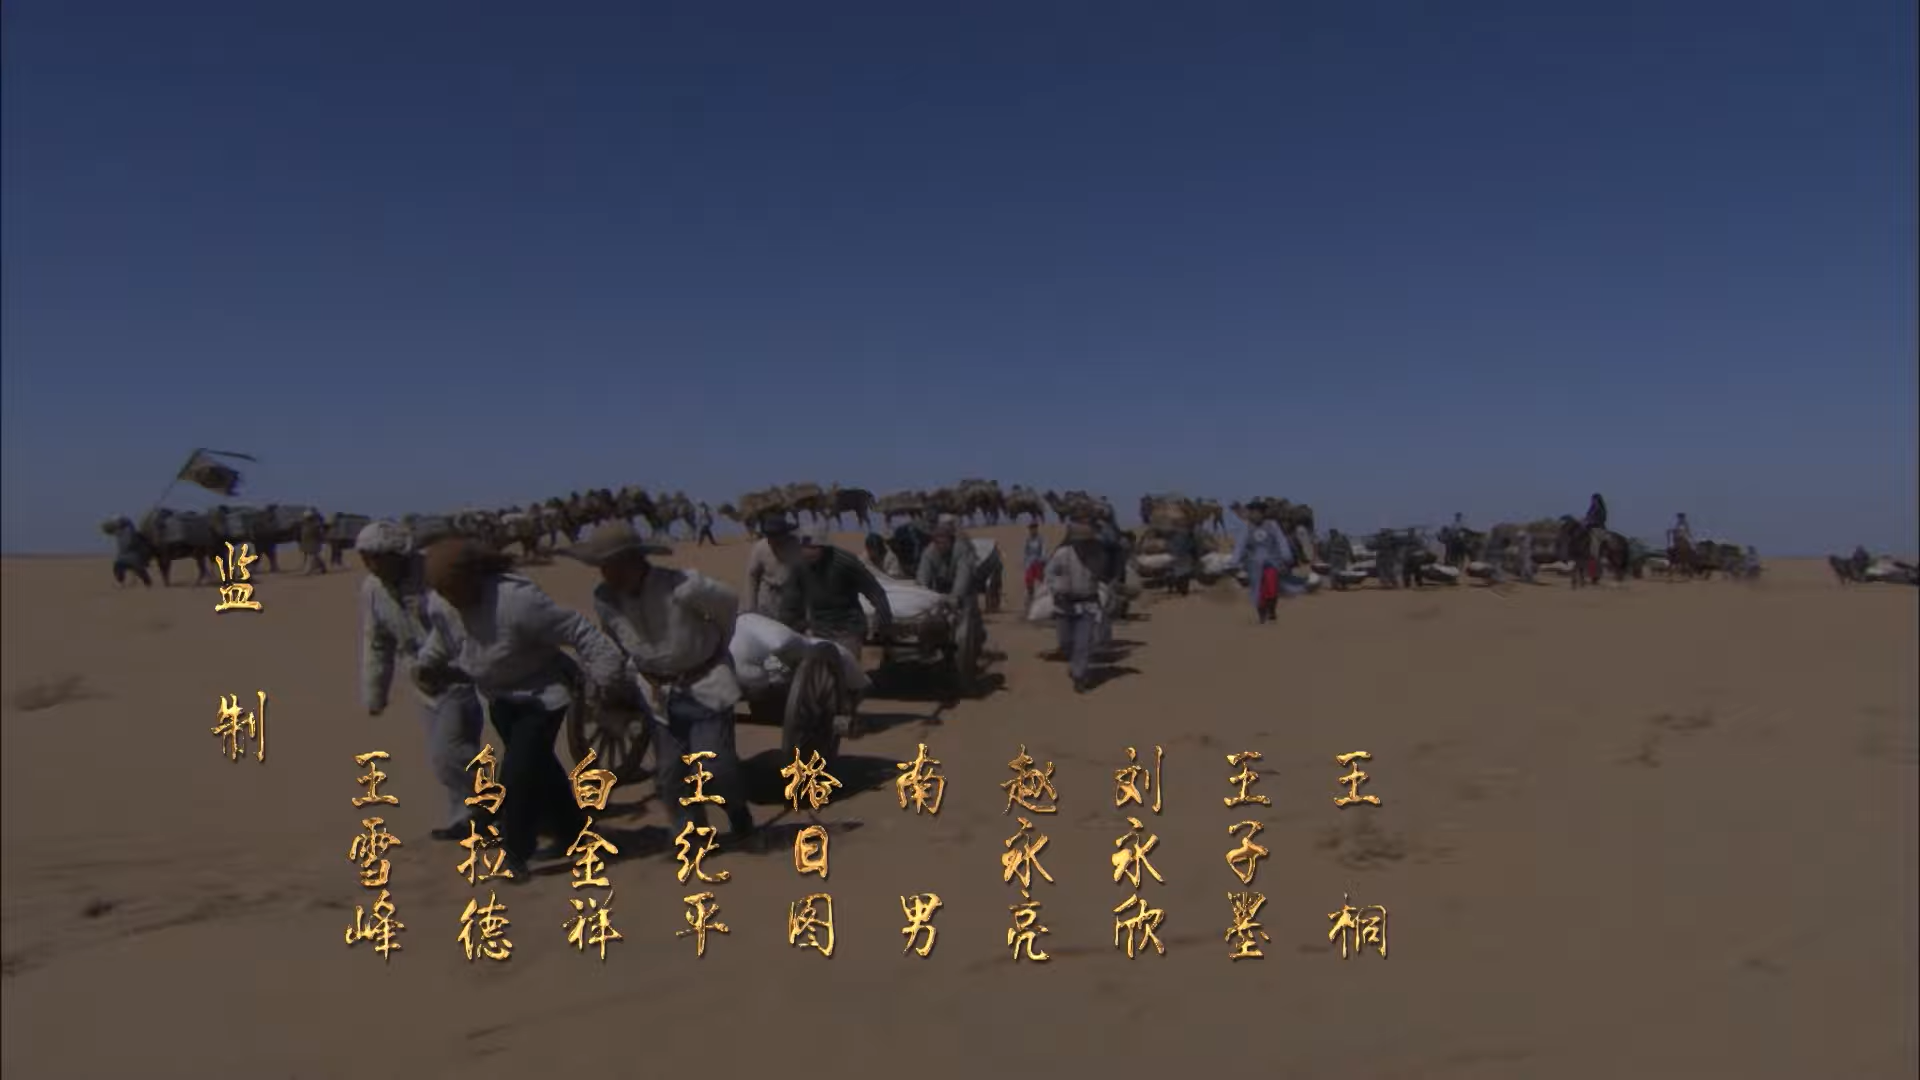 监制
王雪峰
乌拉德
白金祥
王纪平
格日图
南男
赵永亮
刘永欣
王子墨
王桐